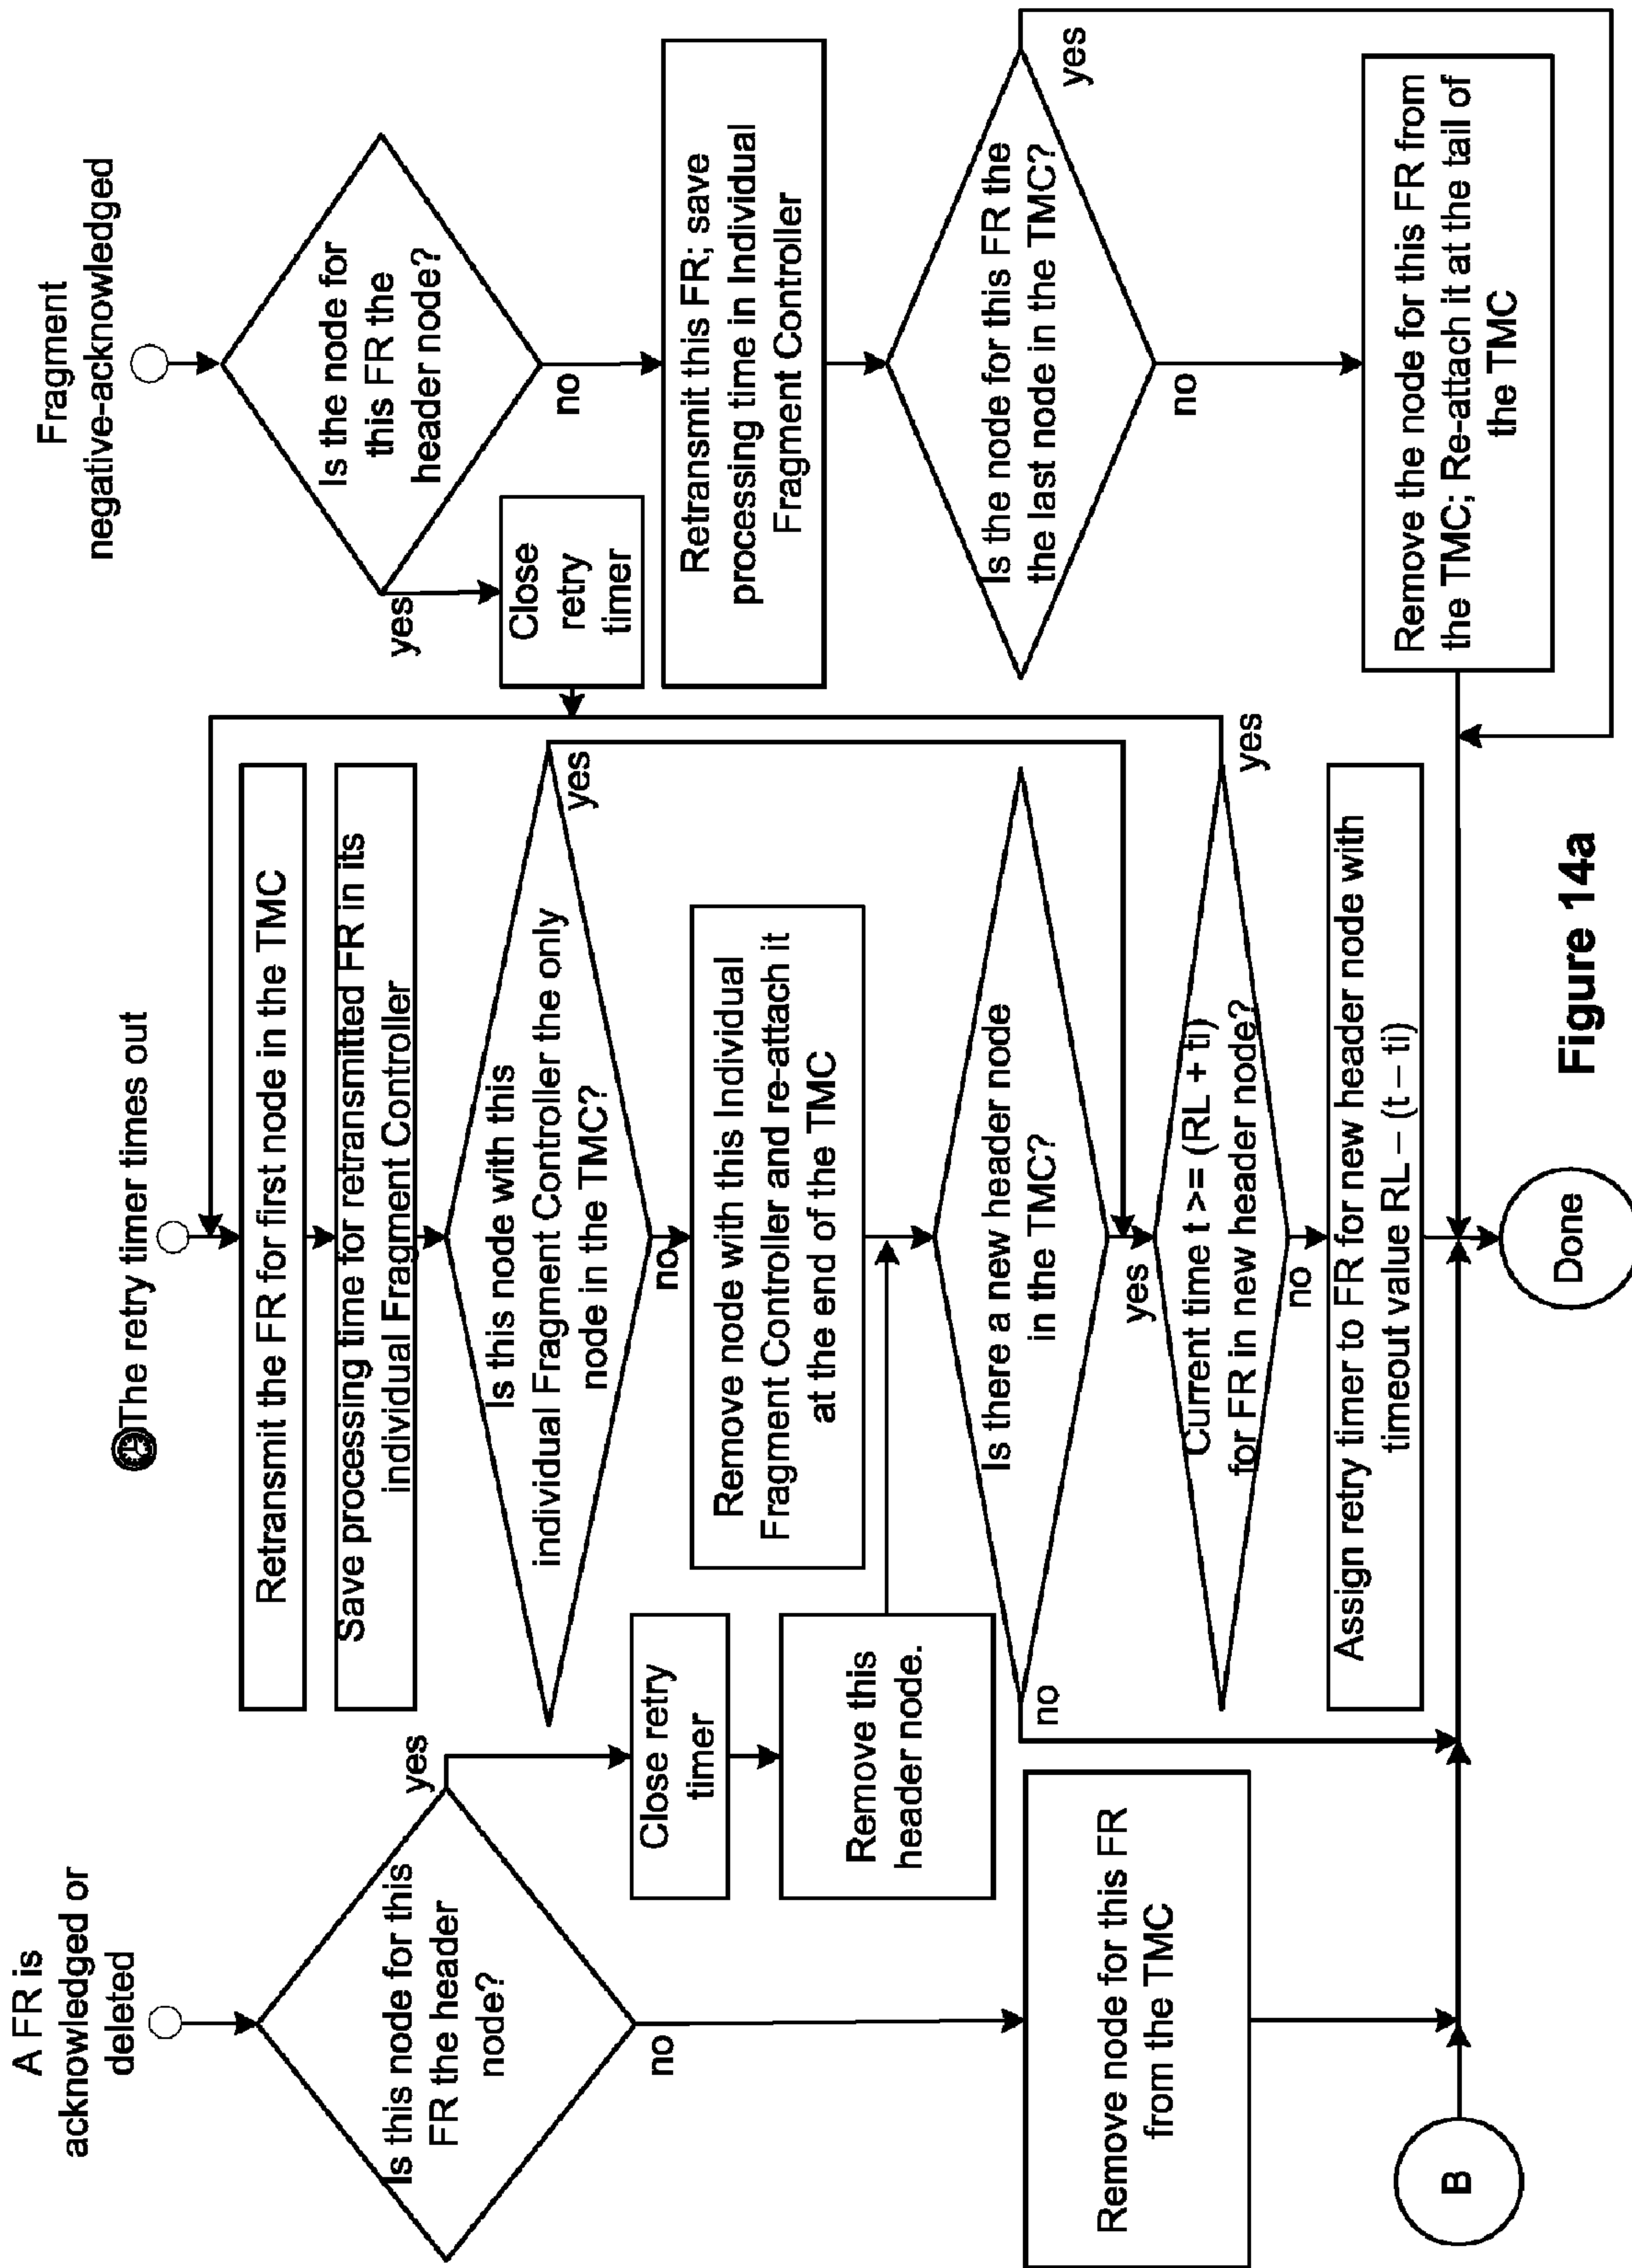 A FR is
acknowledged or
deleted
Is this node for this
FR the header
node?
yes
no
Close retry
timer
Remove this
header node.
Remove node for this FR
from the TMC
B
The retry timer times out
Retransmit the FR for first node in the TMC
Save processing time for retransmitted FR in its
individual Fragment Controller
Is this node with this
individual Fragment Controller the only
node in the TMC?
yes
no
Remove node with this Individual
Fragment Controller and re-attach it
at the end of the TMC
Is there a new header node
in the TMC?
no
yes
Current time t >= (RL + ti)
for FR in new header node?
yes
no
Assign retry timer to FR for new header node with
timeout value RL – (t – ti)
Done
Fragment
negative-acknowledged
Is the node for
this FR the
header node?
yes
no
Close
retry
timer
Retransmit this FR; save
processing time in Individual
Fragment Controller
Is the node for this FR the
the last node in the TMC?
yes
no
Remove the node for this FR from
the TMC; Re-attach it at the tail of
the TMC
Figure 14a